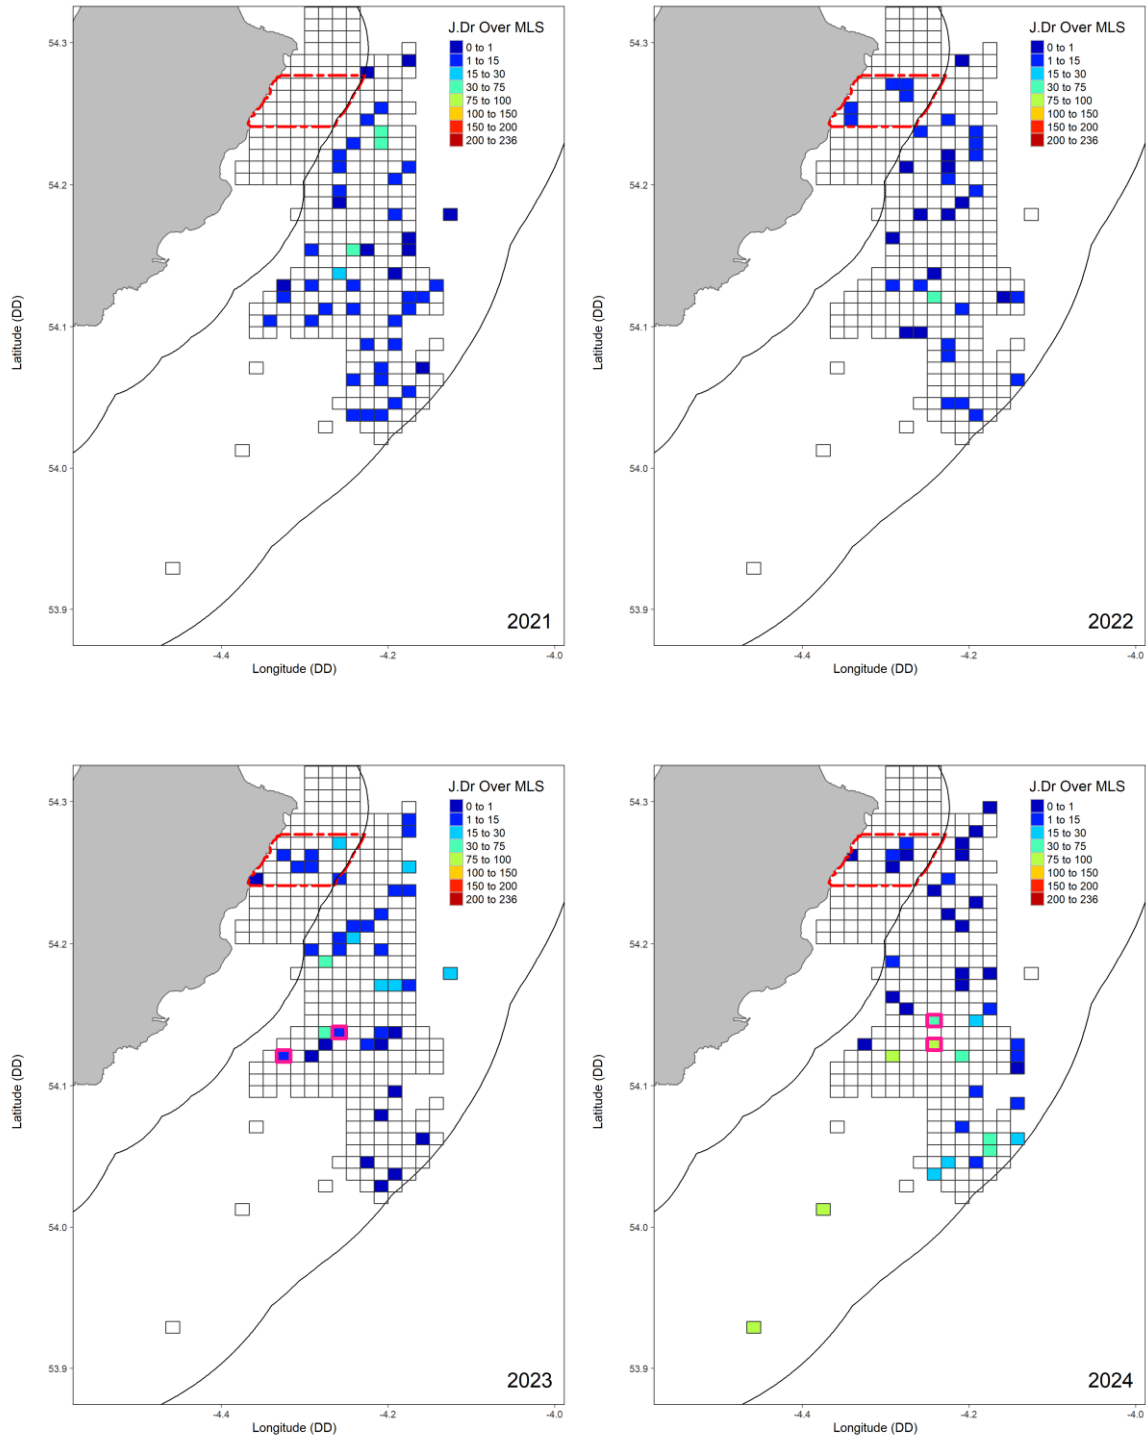 J.Dr Over MLS
0 to 1
1 to 15
15 to 30
30 to 75
75 to 100
100 to 150
150 to 200
200 to 236
54.3
54.2
54.1
54.0
53.9
Latitude (DD)
2021
-4.4
-4.2
-4.0
Longitude (DD)
J.Dr Over MLS
0 to 1
1 to 15
15 to 30
30 to 75
75 to 100
100 to 150
150 to 200
200 to 236
54.3
54.2
54.1
54.0
53.9
Latitude (DD)
2022
-4.4
-4.2
-4.0
Longitude (DD)
J.Dr Over MLS
0 to 1
1 to 15
15 to 30
30 to 75
75 to 100
100 to 150
150 to 200
200 to 236
54.3
54.2
54.1
54.0
53.9
Latitude (DD)
2023
-4.4
-4.2
-4.0
Longitude (DD)
J.Dr Over MLS
0 to 1
1 to 15
15 to 30
30 to 75
75 to 100
100 to 150
150 to 200
200 to 236
54.3
54.2
54.1
54.0
53.9
Latitude (DD)
2024
-4.4
-4.2
-4.0
Longitude (DD)